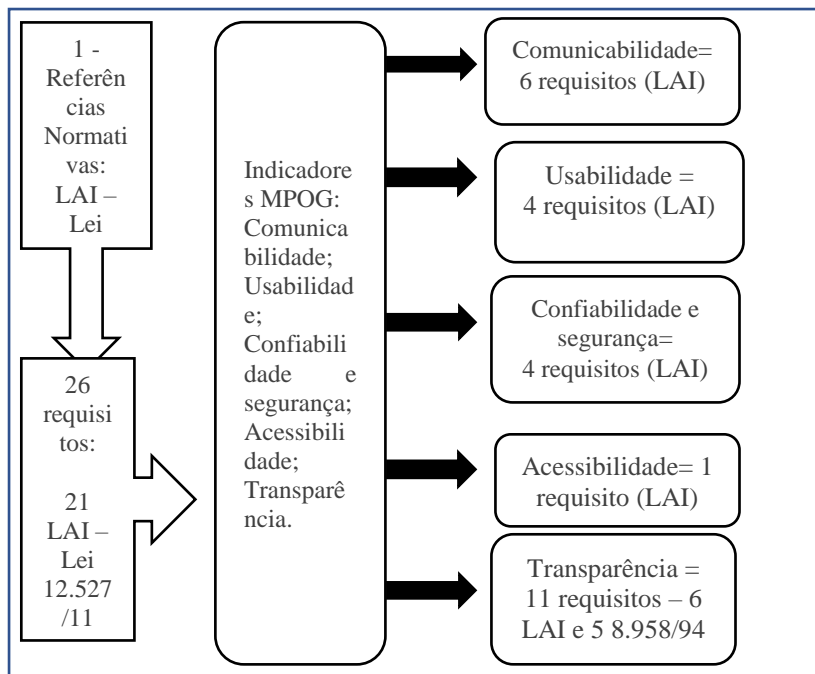 1 -
Referên
cias
Normati
vas:
LAI –
Lei
26
requisi
tos:
21
LAI –
Lei
12.527
/11
Indicadore
s MPOG:
Comunica
bilidade;
Usabilidad
e;
Confiabili
dade e
segurança;
Acessibili
dade;
Transparê
ncia.
Comunicabilidade=
6 requisitos (LAI)
Usabilidade =
4 requisitos (LAI)
Confiabilidade e
segurança=
4 requisitos (LAI)
Acessibilidade= 1
requisito (LAI)
Transparência =
11 requisitos – 6
LAI e 5 8.958/94